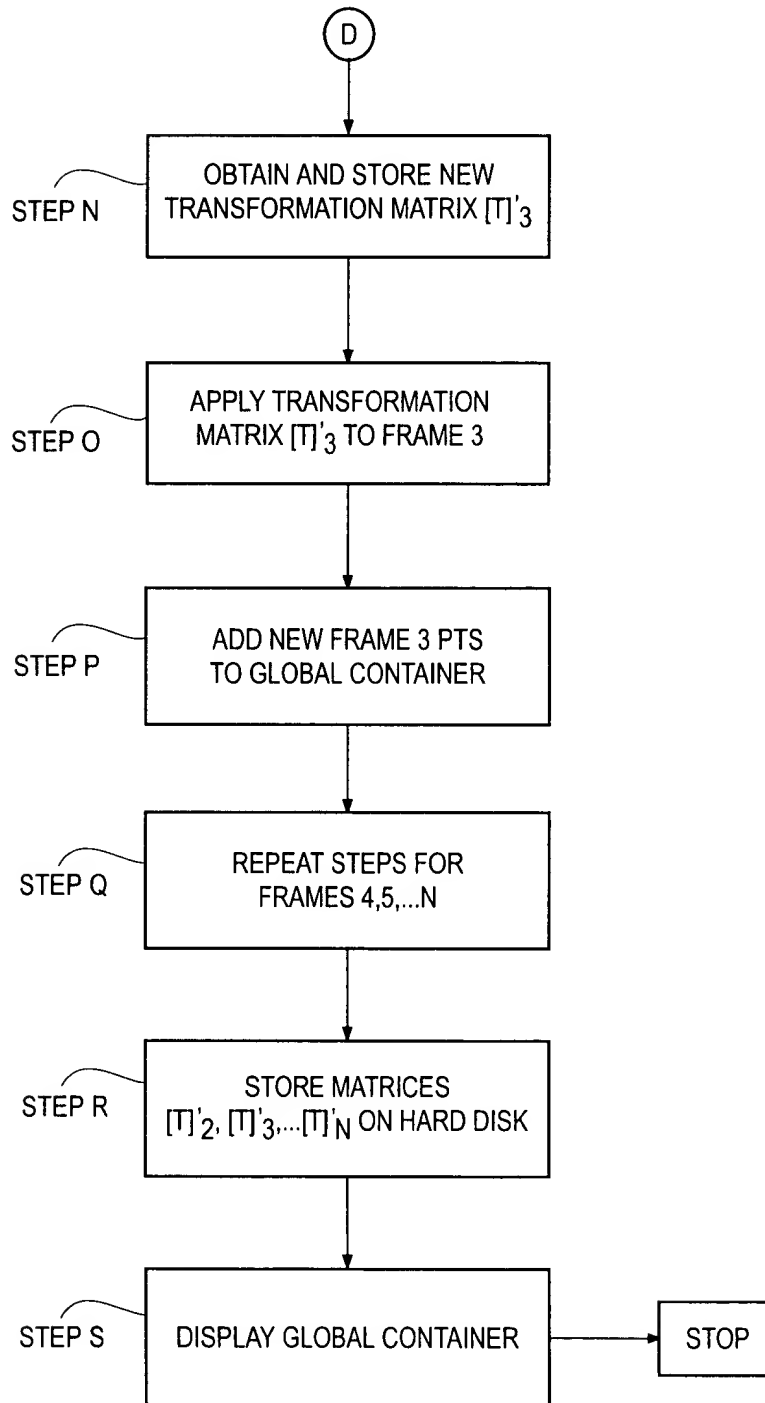 D
STEP N
OBTAIN AND STORE NEW
TRANSFORMATION MATRIX [T]'3
STEP O
APPLY TRANSFORMATION
MATRIX [T]'3 TO FRAME 3
STEP P
ADD NEW FRAME 3 PTS
TO GLOBAL CONTAINER
STEP Q
REPEAT STEPS FOR
FRAMES 4,5,...N
STEP R
STORE MATRICES
[T]'2, [T]'3,...[T]'N ON HARD DISK
STEP S
DISPLAY GLOBAL CONTAINER
STOP